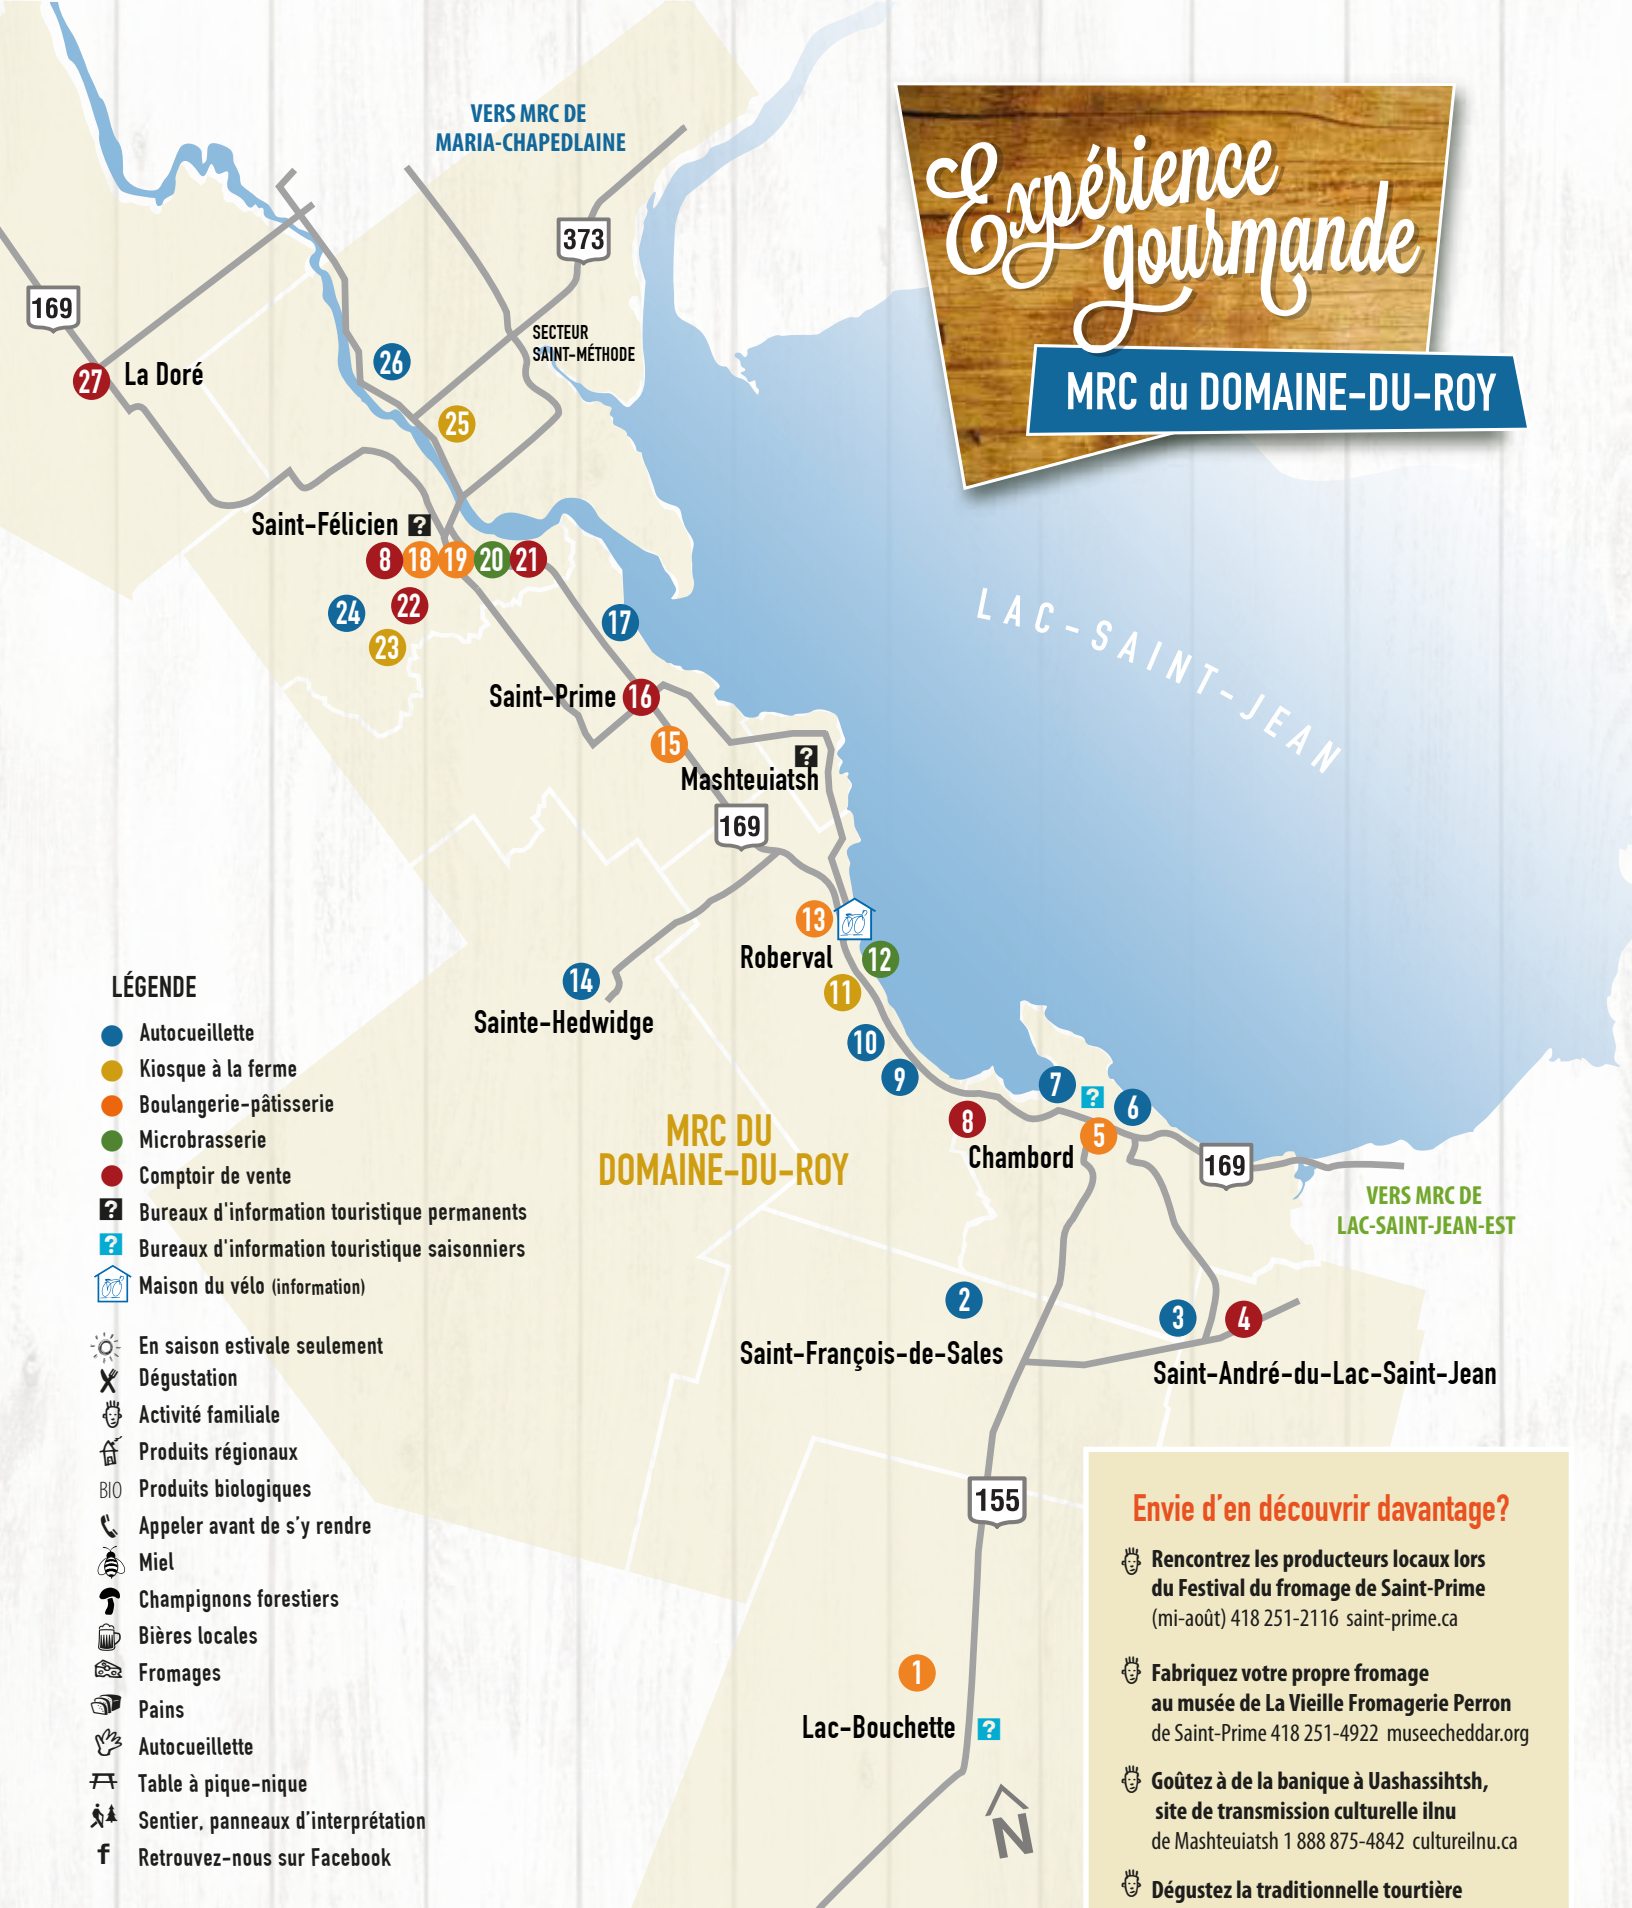 VERS MRC DE
MARIA-CHAPEDLAINE
Expérience
gourmande
MRC du DOMAINE-DU-ROY
373
169
SECTEUR
SAINT-MÉTHODE
27
La Doré
26
25
Saint-Félicien ?
8 18 19 20 21
24 22
23
17
LAC-SAINT-JEAN
Saint-Prime 16
15
?
Mashteuiatsh
169
13
Roberval 12
11
14
Sainte-Hedwidge
10
9
7 ? 6
8 5
Chambord
169
VERS MRC DE
LAC-SAINT-JEAN-EST
MRC DU
DOMAINE-DU-ROY
2
Saint-François-de-Sales
3 4
Saint-André-du-Lac-Saint-Jean
155
1
Lac-Bouchette ?
N
LÉGENDE
Autocueillette
Kiosque à la ferme
Boulangerie-pâtisserie
Microbrasserie
Comptoir de vente
? Bureaux d'information touristique permanents
? Bureaux d'information touristique saisonniers
Maison du vélo (information)
En saison estivale seulement
Dégustation
Activité familiale
Produits régionaux
BIO Produits biologiques
Appeler avant de s'y rendre
Miel
Champignons forestiers
Bières locales
Fromages
Pains
Autocueillette
Table à pique-nique
Sentier, panneaux d'interprétation
f Retrouvez-nous sur Facebook
Envie d'en découvrir davantage?
Rencontrez les producteurs locaux lors
du Festival du fromage de Saint-Prime
(mi-août) 418 251-2116 saint-prime.ca
Fabriquez votre propre fromage
au musée de La Vieille Fromagerie Perron
de Saint-Prime 418 251-4922 museecheddar.org
Goûtez à de la banique à Uashassihtsh,
site de transmission culturelle ilnu
de Mashteuiatsh 1 888 875-4842 cultureilnu.ca
Dégustez la traditionnelle tourtière